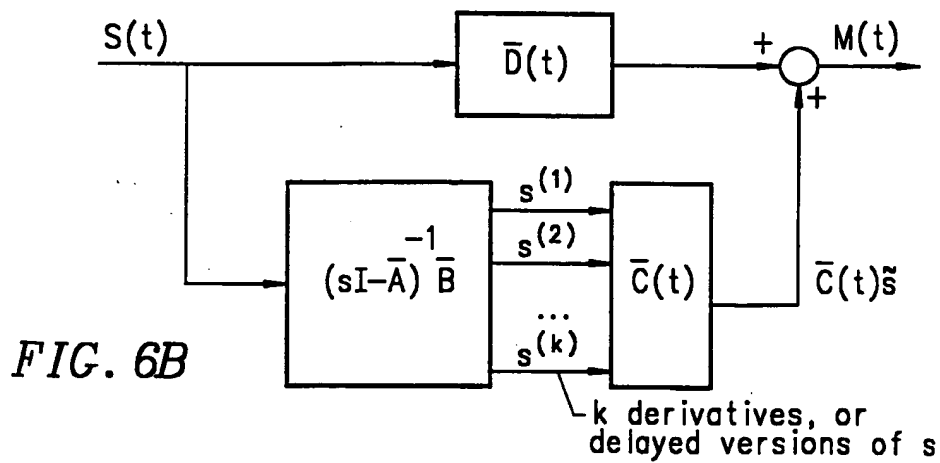 S(t)
D̅(t)
+
M(t)
+
s(1)
s(2)
(sI-A̅)-1 B̅
C̅(t)
C̅(t)s̃
...
s(k)
FIG. 6B
k derivatives, or
delayed versions of s